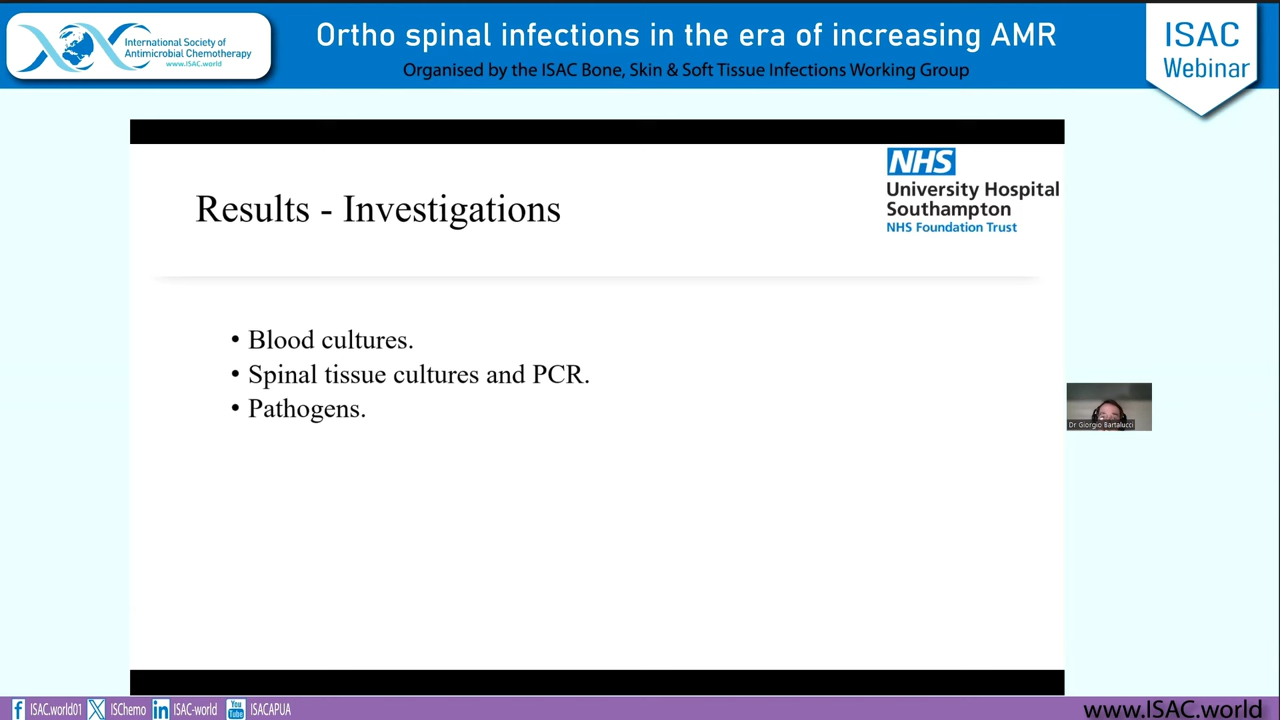 International Society of
Antimicrobial Chemotherapy
www.ISAC.world
Ortho spinal infections in the era of increasing AMR
Organised by the ISAC Bone, Skin & Soft Tissue Infections Working Group
ISAC
Webinar
NHS
University Hospital
Southampton
NHS Foundation Trust
Results - Investigations
• Blood cultures.
• Spinal tissue cultures and PCR.
• Pathogens.
Dr Giorgio Bartalucci
f ISAC.world01 X ISChemo in ISAC-world You Tube ISACAPUA
www.ISAC.world